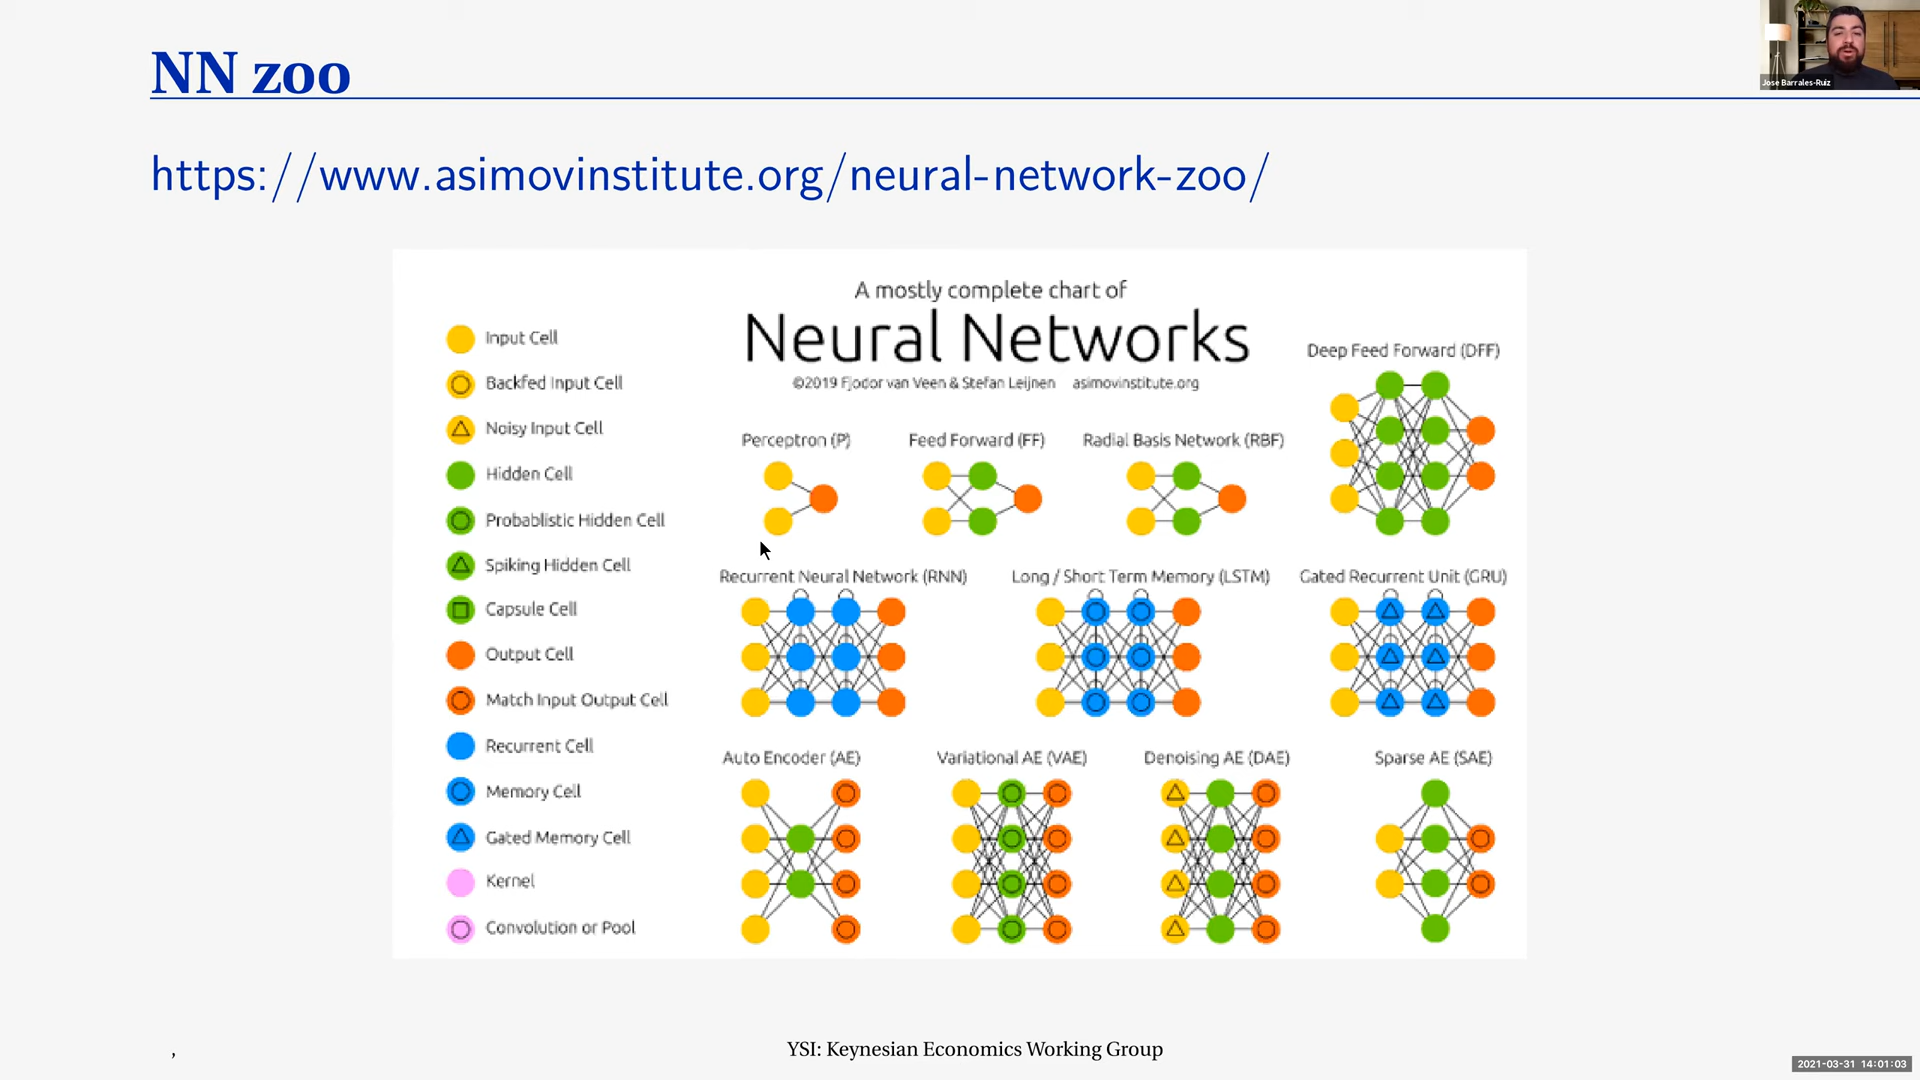 NN zoo
Jose Barrales-Ruiz
https://www.asimovinstitute.org/neural-network-zoo/
A mostly complete chart of
Neural Networks
©2019 Fjodor van Veen & Stefan Leijnen asimovinstitute.org
Input Cell
Backfed Input Cell
Noisy Input Cell
Hidden Cell
Probablistic Hidden Cell
Spiking Hidden Cell
Capsule Cell
Output Cell
Match Input Output Cell
Recurrent Cell
Memory Cell
Gated Memory Cell
Kernel
Convolution or Pool
Deep Feed Forward (DFF)
Perceptron (P)
Feed Forward (FF)
Radial Basis Network (RBF)
Recurrent Neural Network (RNN)
Long / Short Term Memory (LSTM)
Gated Recurrent Unit (GRU)
Auto Encoder (AE)
Variational AE (VAE)
Denoising AE (DAE)
Sparse AE (SAE)
,
YSI: Keynesian Economics Working Group
2021-03-31 14:01:03